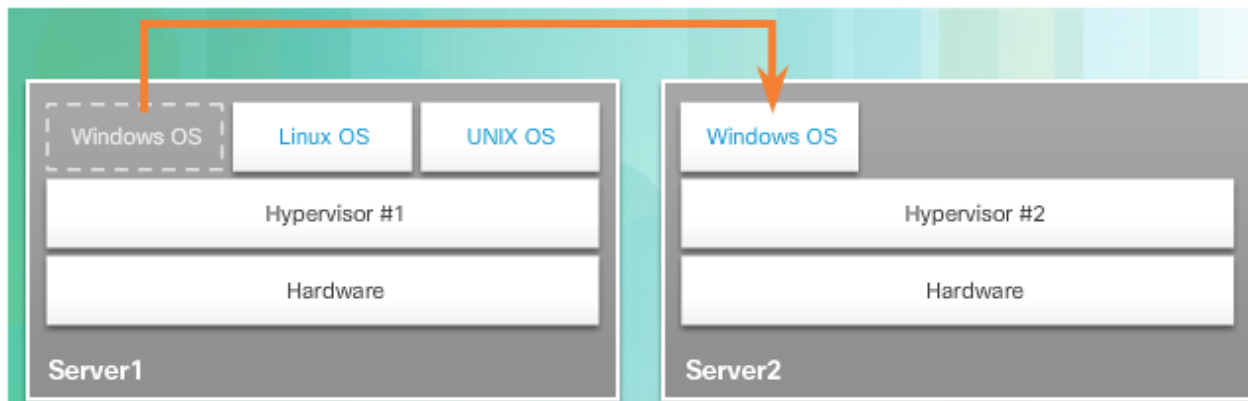 Windows OS
Linux OS
UNIX OS
Hypervisor #1
Hardware
Server1
Windows OS
Hypervisor #2
Hardware
Server2